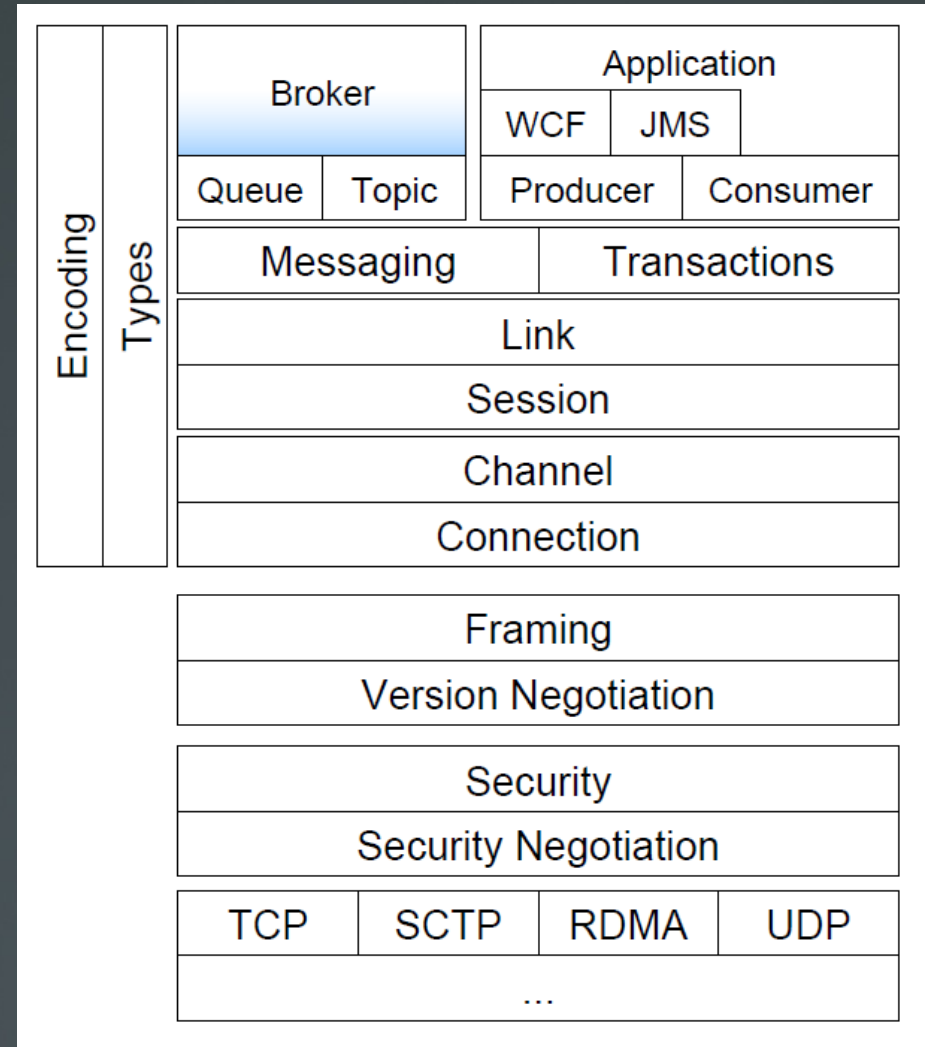 Encoding
Types
Broker
Queue
Topic
Application
WCF
JMS
Producer
Consumer
Messaging
Transactions
Link
Session
Channel
Connection
Framing
Version Negotiation
Security
Security Negotiation
TCP
SCTP
RDMA
UDP
...